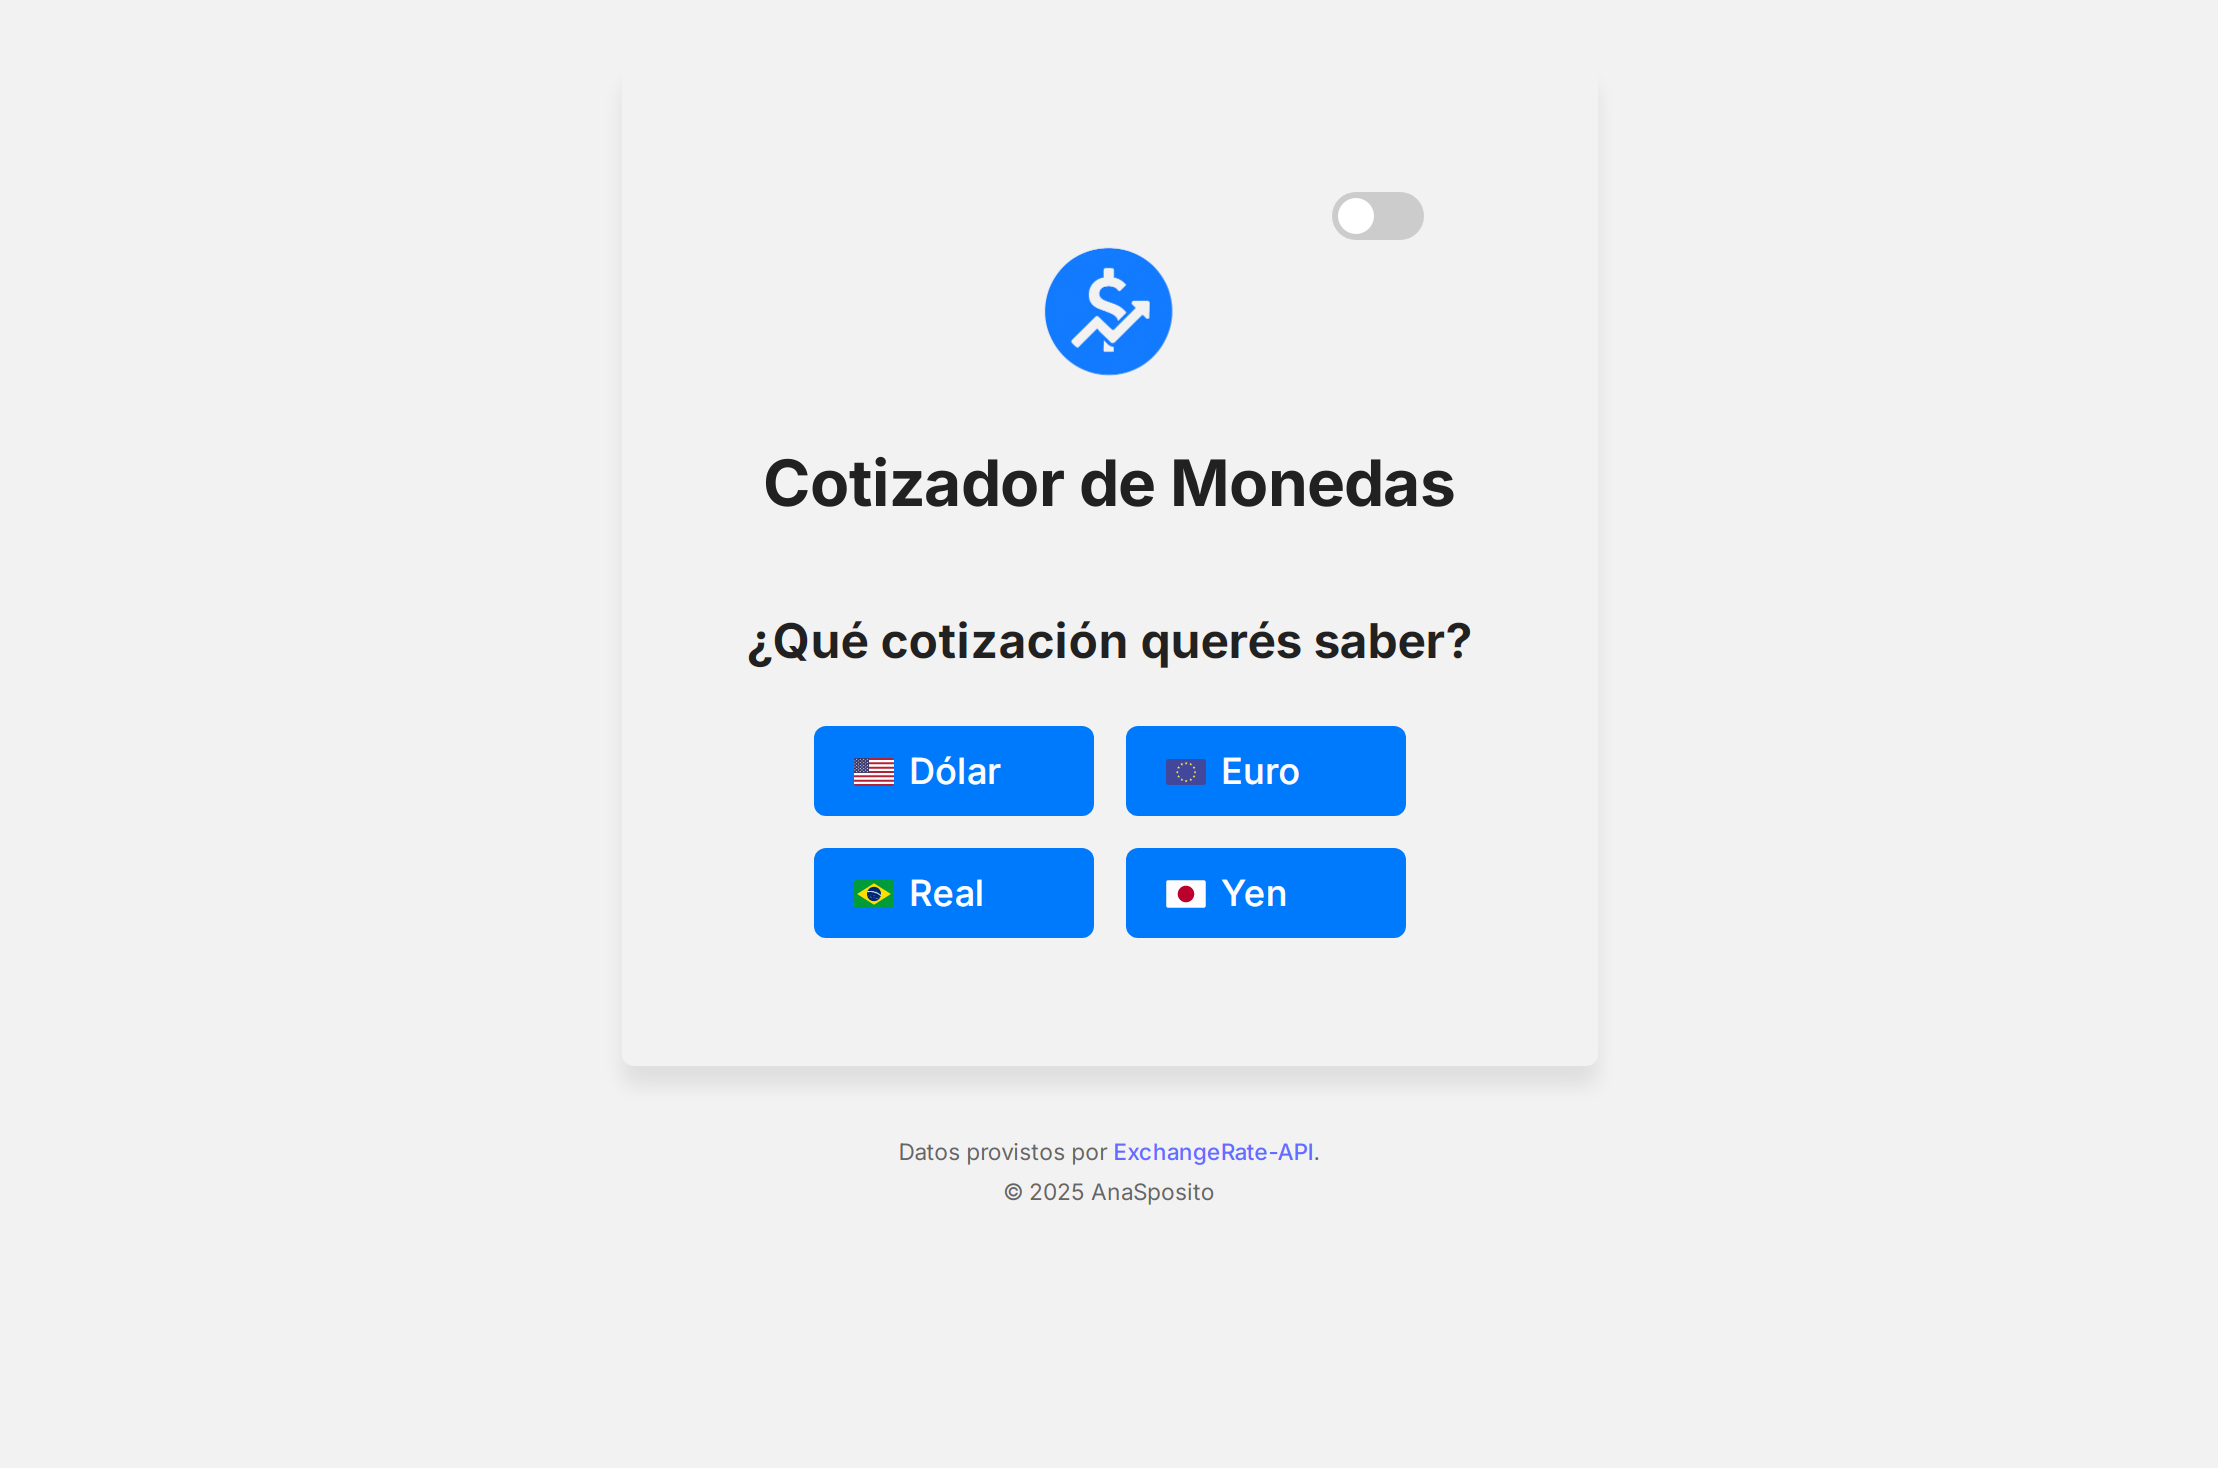 Cotizador de Monedas
¿Qué cotización querés saber?
Dólar
Euro
Real
Yen
Datos provistos por ExchangeRate-API.
© 2025 AnaSposito